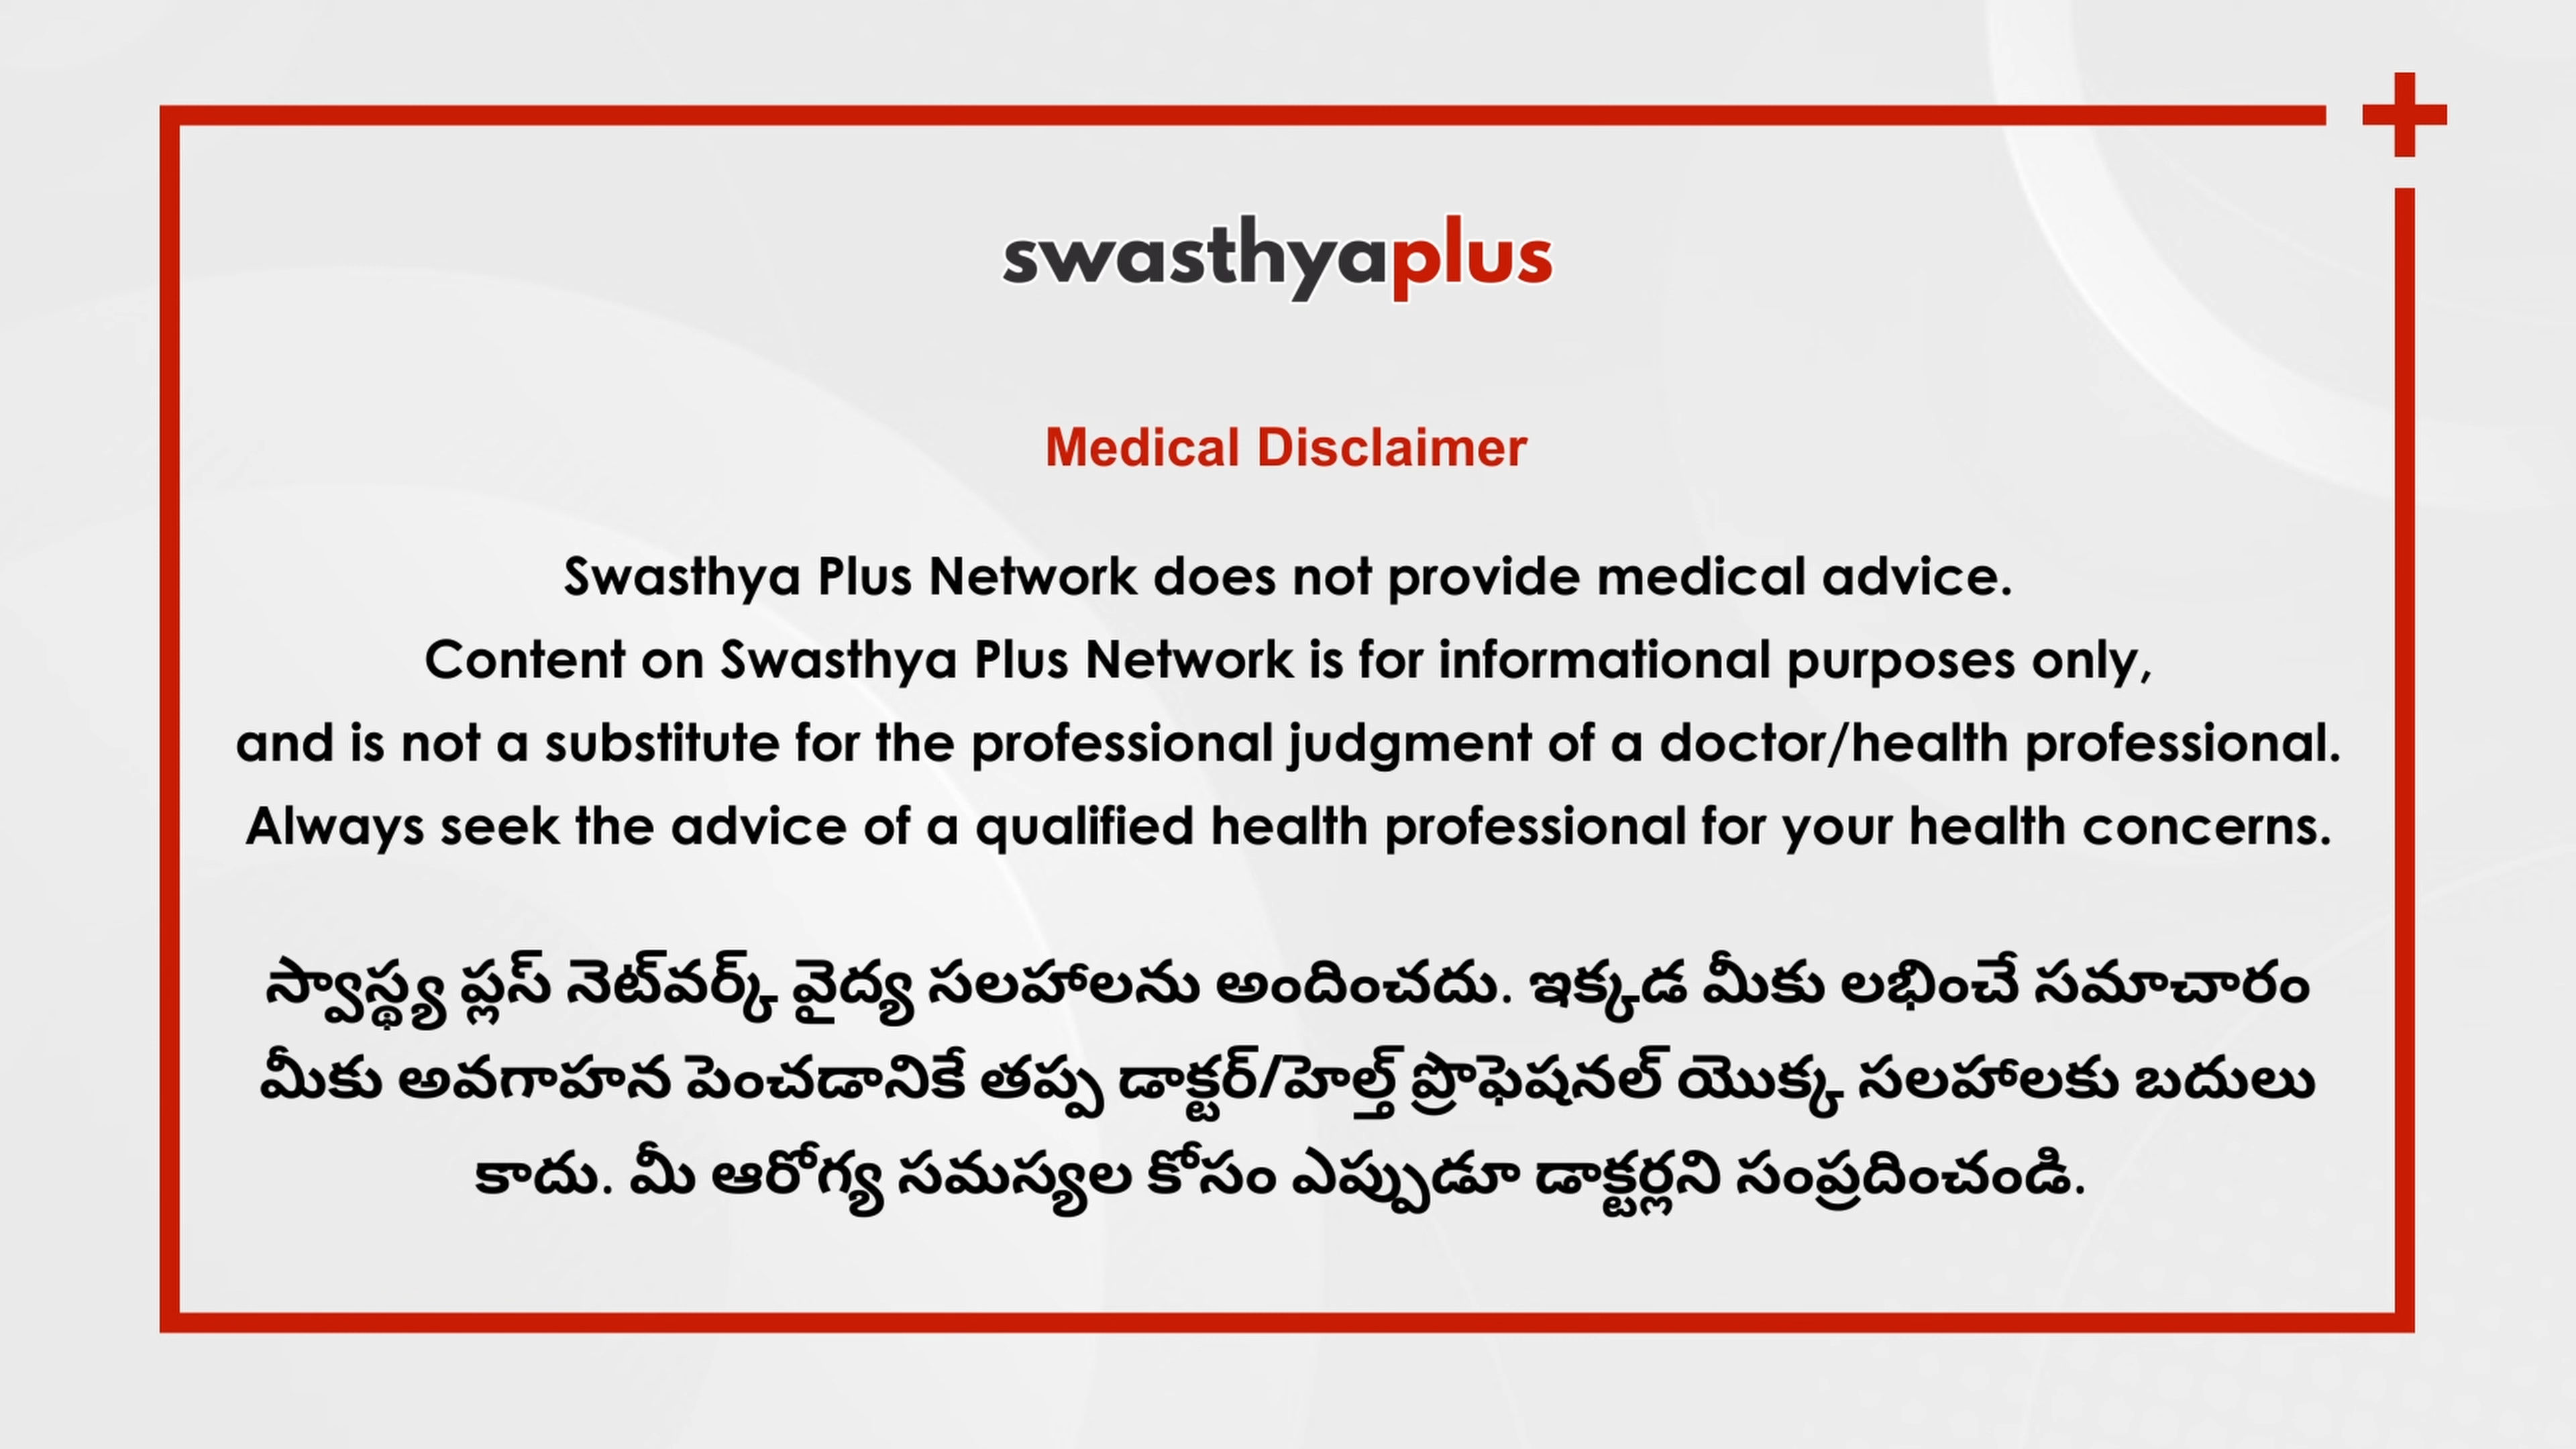 swasthyaplus
Medical Disclaimer
Swasthya Plus Network does not provide medical advice.
Content on Swasthya Plus Network is for informational purposes only,
and is not a substitute for the professional judgment of a doctor/health professional.
Always seek the advice of a qualified health professional for your health concerns.
స్వాస్థ్య ప్లస్ నెట్‌వర్క్ వైద్య సలహాలను అందించదు. ఇక్కడ మీకు లభించే సమాచారం
మీకు అవగాహన పెంచడానికే తప్ప డాక్టర్/హెల్త్ ప్రొఫెషనల్ యొక్క సలహాలకు బదులు
కాదు. మీ ఆరోగ్య సమస్యల కోసం ఎప్పుడూ డాక్టర్లని సంప్రదించండి.